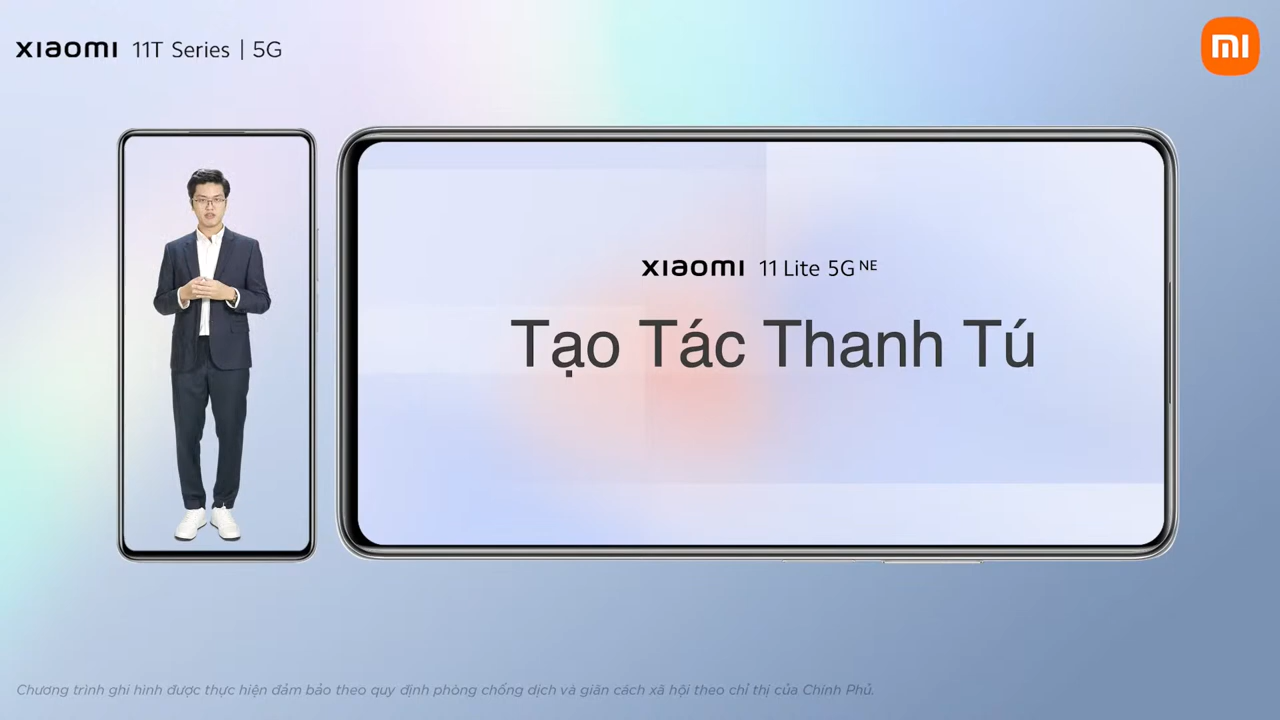 xiaomi 11T Series | 5G
mi
xiaomi 11 Lite 5G NE
Tạo Tác Thanh Tú
Chương trình ghi hình được thực hiện đảm bảo theo quy định phòng chống dịch và giãn cách xã hội theo chỉ thị của Chính Phủ.